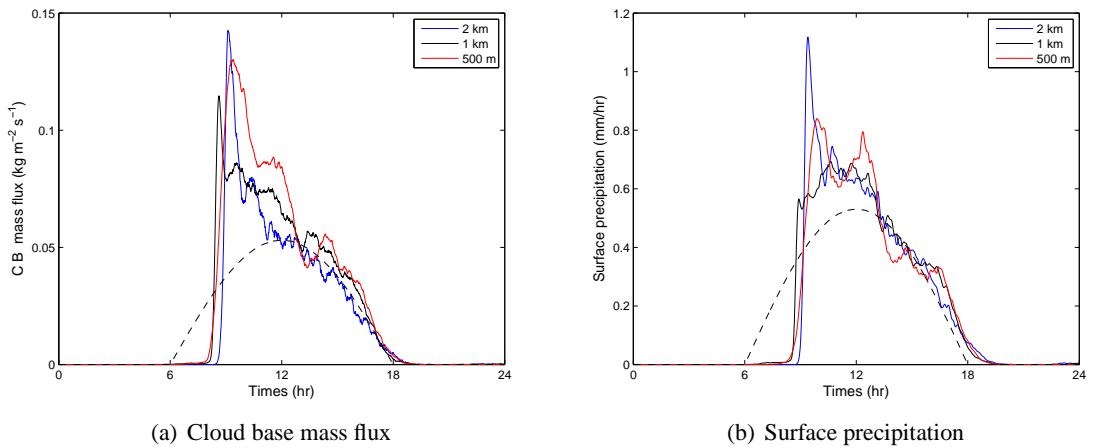 0.15
0.1
0.05
0
C B mass flux (kg m⁻² s⁻¹)
2 km
1 km
500 m
0 6 12 18 24
Times (hr)
(a) Cloud base mass flux
1.2
1
0.8
0.6
0.4
0.2
0
Surface precipitation (mm/hr)
2 km
1 km
500 m
0 6 12 18 24
Times (hr)
(b) Surface precipitation